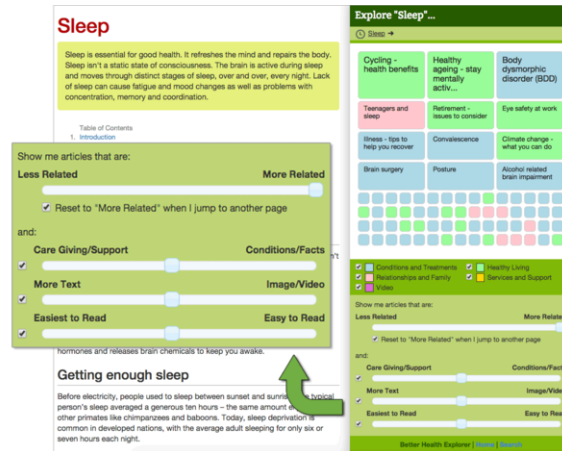 Sleep
Sleep is essential for good health. It refreshes the mind and repairs the body.
Sleep isn't a static state of consciousness. The brain is active during sleep
and moves through distinct stages of sleep, over and over, every night. Lack
of sleep can cause fatigue and mood changes as well as problems with
concentration, memory and coordination.
Table of Contents
1. Introduction
Show me articles that are:
Less Related More Related
Reset to "More Related" when I jump to another page
and:
Care Giving/Support Conditions/Facts
More Text Image/Video
Easiest to Read Easy to Read
hormones and releases brain chemicals to keep you awake.
Getting enough sleep
Before electricity, people used to sleep between sunset and typical
person's sleep averaged a generous ten hours – the same amount
other primates like chimpanzees and baboons. Today, sleep deprivation is
common in developed nations, with the average adult sleeping for only six or
seven hours each night.
Explore "Sleep"...
Sleep ➔
Cycling - health benefits
Healthy ageing - stay mentally activ...
Body dysmorphic disorder (BDD)
Teenagers and sleep
Retirement - issues to consider
Eye safety at work
Illness - tips to help you recover
Convalescence
Climate change - what you can do
Brain surgery
Posture
Alcohol related brain impairment
Conditions and Treatments Healthy Living
Relationships and Family Services and Support
Video
Show me articles that are:
Less Related More Relate
Reset to "More Related" when I jump to another page
and:
Care Giving/Support Conditions/Fact
More Text Image/Vide
Easiest to Read Easy to Rea
Better Health Explorer | Home | Search